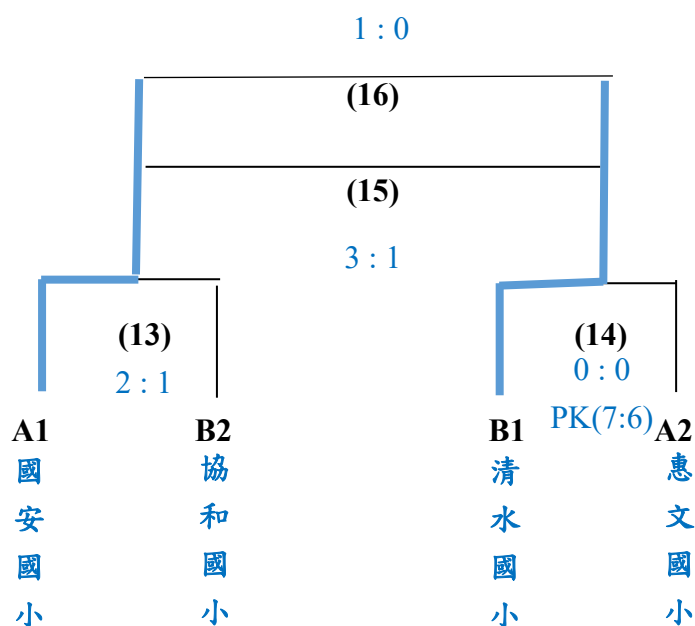 1 : 0
(16)
(15)
3 : 1
(13)
2 : 1
(14)
0 : 0
PK(7:6)
A1
B2
B1
A2
國安國小
協和國小
清水國小
惠文國小